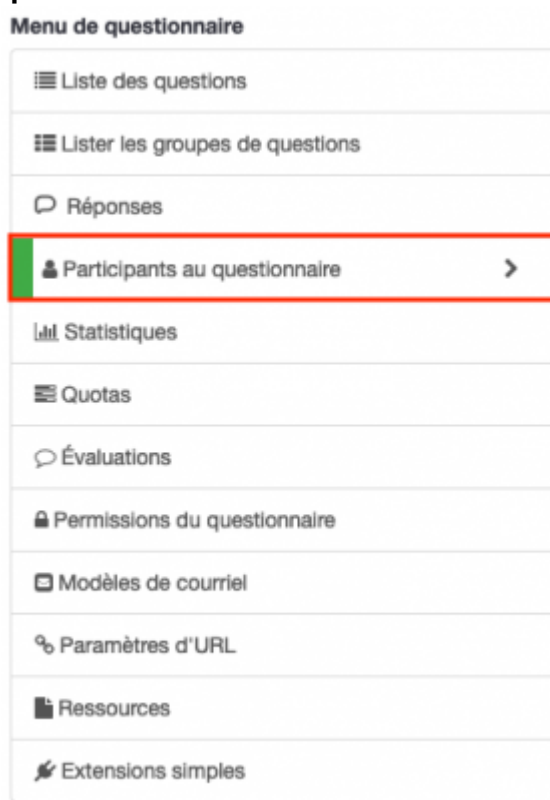 Menu de questionnaire
Liste des questions
Lister les groupes de questions
Réponses
Participants au questionnaire
Statistiques
Quotas
Évaluations
Permissions du questionnaire
Modèles de courriel
Paramètres d'URL
Ressources
Extensions simples